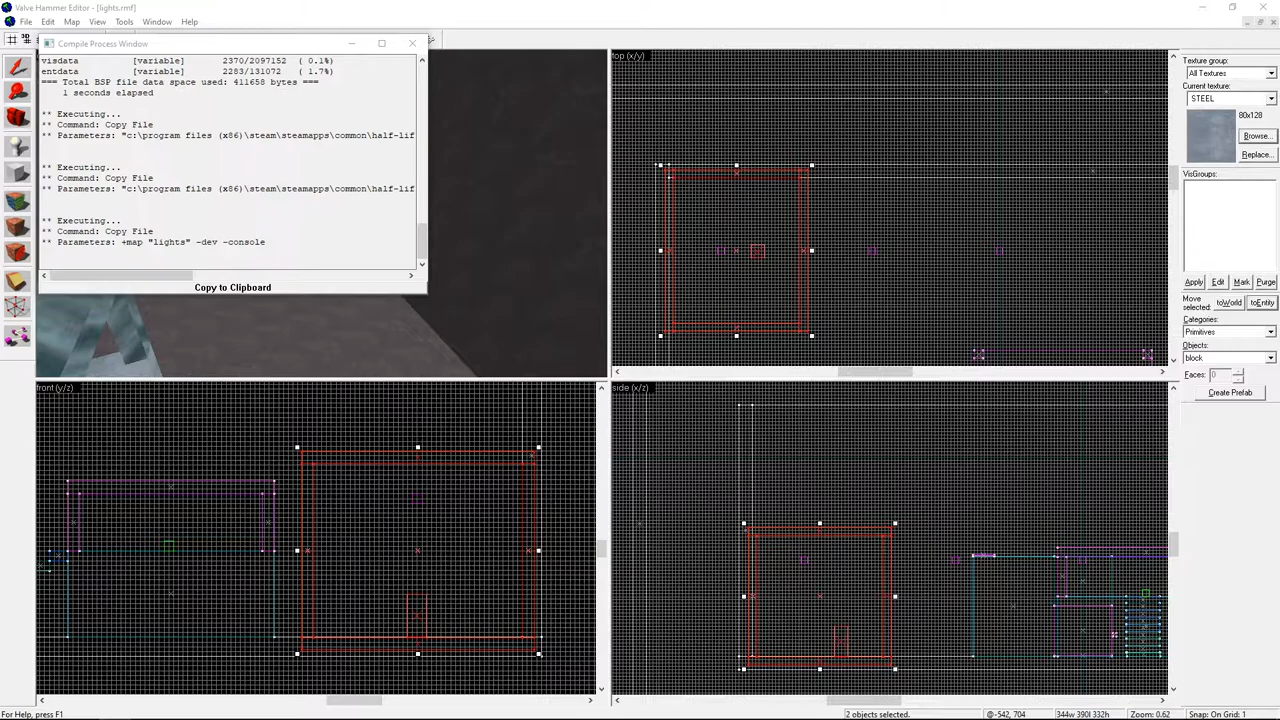 Valve Hammer Editor - [lights.rmf]
File Edit Map View Tools Window Help
Compile Process Window
visdata [variable] 2370/2097152 ( 0.1%)
entdata [variable] 2283/131072 ( 1.7%)
=== Total BSP file data space used: 411658 bytes ===
1 seconds elapsed
** Executing...
** Command: Copy File
** Parameters: "c:\program files (x86)\steam\steamapps\common\half-lif
** Executing...
** Command: Copy File
** Parameters: "c:\program files (x86)\steam\steamapps\common\half-lif
** Executing...
** Command: Copy File
** Parameters: +map "lights" -dev -console
Copy to Clipboard
top (x/y)
front (y/z)
side (x/z)
Texture group:
All Textures
Current texture:
STEEL
80x128
Browse...
Replace...
VisGroups:
Apply Edit Mark Purge
Move selected:
toWorld toEntity
Categories:
Primitives
Objects:
block
Faces: 0
Create Prefab
For Help, press F1
2 objects selected.
@-542, 704
344w 390l 332h
Zoom: 0.62
Snap: On Grid: 1